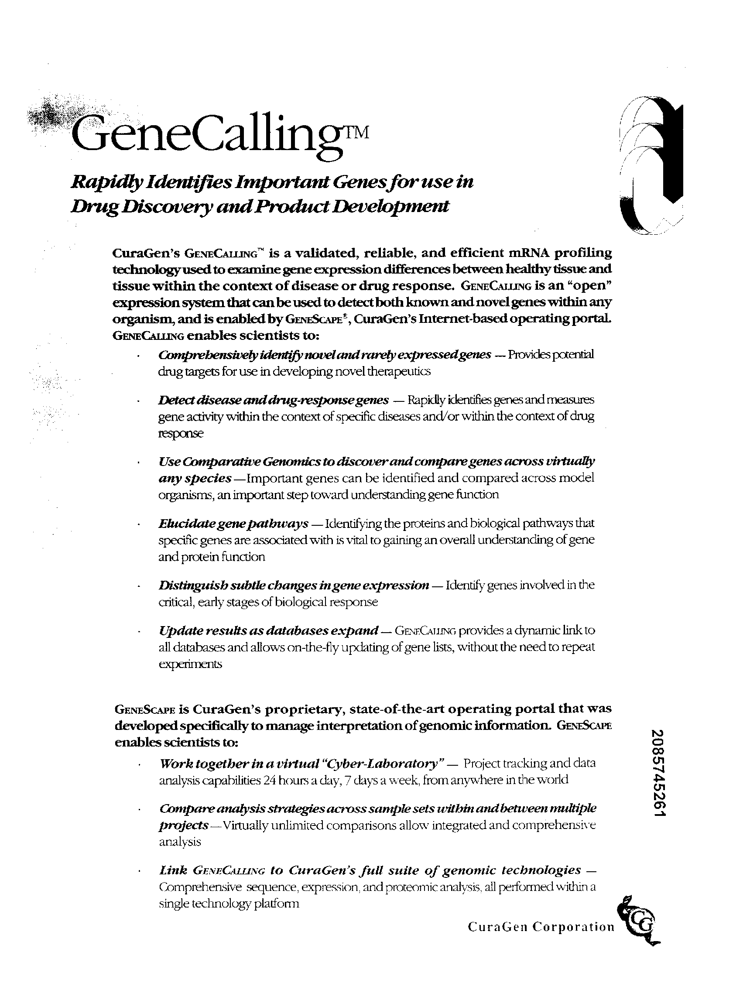 GeneCalling™
Rapidly Identifies Important Genes for use in
Drug Discovery and Product Development
CuraGen's GENECALLING™ is a validated, reliable, and efficient mRNA profiling
technology used to examine gene expression differences between healthy tissue and
tissue within the context of disease or drug response. GENECALLING is an “open”
expression system that can be used to detect both known and novel genes within any
organism, and is enabled by GENESCAPE®, CuraGen's Internet-based operating portal.
GENECALLING enables scientists to:
· Comprehensively identify novel and rarely expressed genes — Provides potential
drug targets for use in developing novel therapeutics
· Detect disease and drug-response genes — Rapidly identifies genes and measures
gene activity within the context of specific diseases and/or within the context of drug
response
· Use Comparative Genomics to discover and compare genes across virtually
any species — Important genes can be identified and compared across model
organisms, an important step toward understanding gene function
· Elucidate gene pathways — Identifying the proteins and biological pathways that
specific genes are associated with is vital to gaining an overall understanding of gene
and protein function
· Distinguish subtle changes in gene expression — Identify genes involved in the
critical, early stages of biological response
· Update results as databases expand — GENECALLING provides a dynamic link to
all databases and allows on-the-fly updating of gene lists, without the need to repeat
experiments
GENESCAPE is CuraGen's proprietary, state-of-the-art operating portal that was
developed specifically to manage interpretation of genomic information. GENESCAPE
enables scientists to:
· Work together in a virtual “Cyber-Laboratory” — Project tracking and data
analysis capabilities 24 hours a day, 7 days a week, from anywhere in the world
· Compare analysis strategies across sample sets within and between multiple
projects — Virtually unlimited comparisons allow integrated and comprehensive
analysis
· Link GENECALLING to CuraGen's full suite of genomic technologies —
Comprehensive sequence, expression, and proteomic analysis, all performed within a
single technology platform
CuraGen Corporation
CG
2085745261